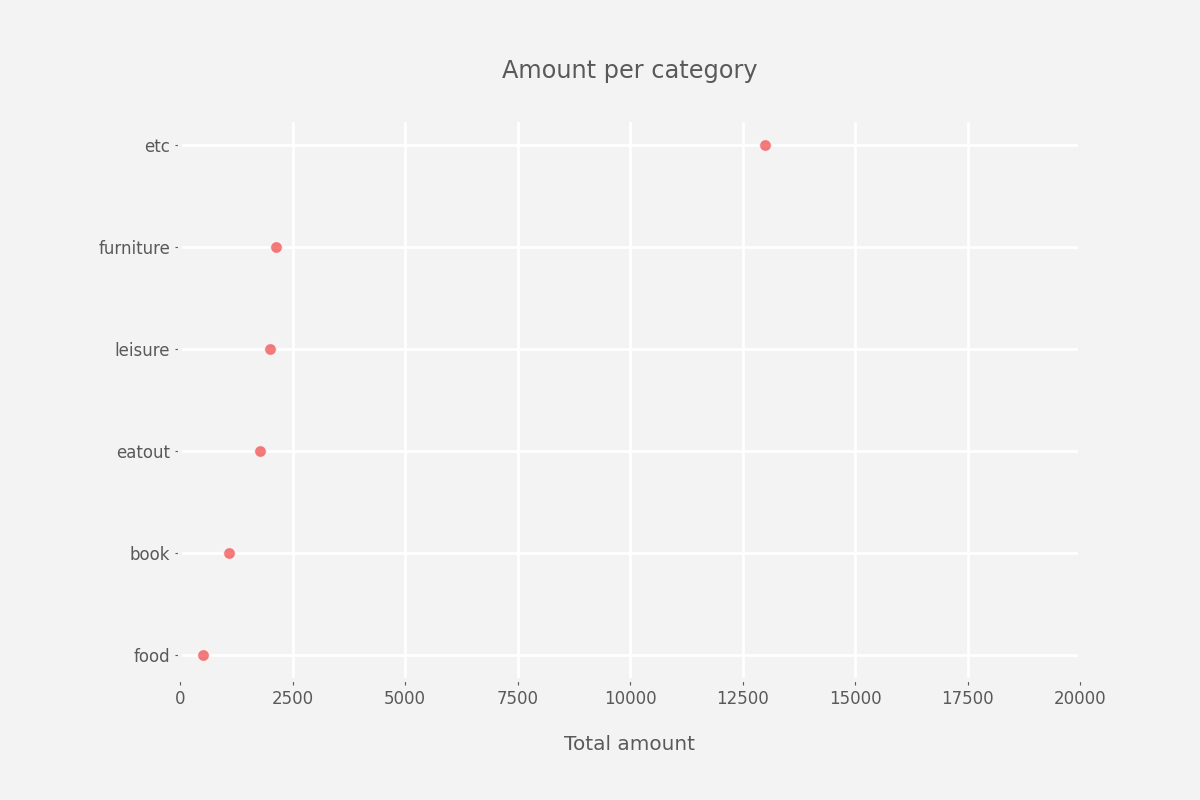 Amount per category
etc
furniture
leisure
eatout
book
food
0 2500 5000 7500 10000 12500 15000 17500 20000
Total amount